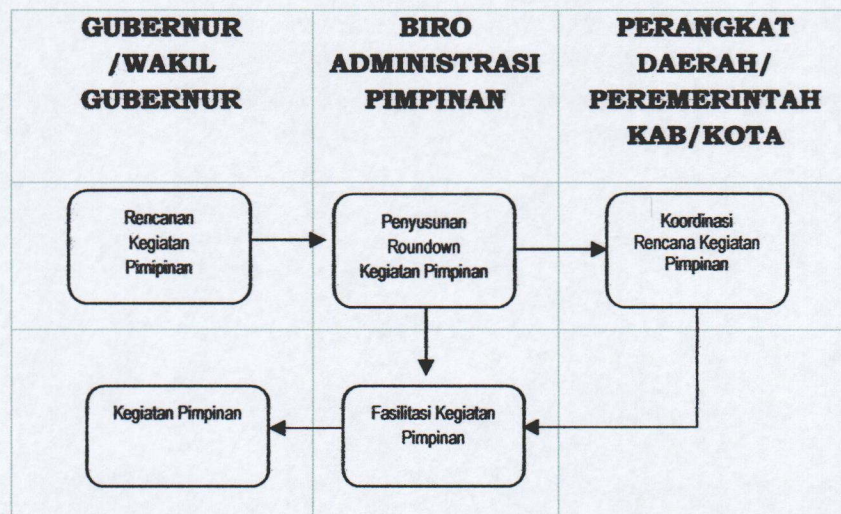 GUBERNUR
/WAKIL
GUBERNUR
BIRO
ADMINISTRASI
PIMPINAN
PERANGKAT
DAERAH/
PEREMERINTAH
KAB/KOTA
Rencanan
Kegiatan
Pimipinan
Penyusunan
Roundown
Kegiatan Pimpinan
Koordinasi
Rencana Kegiatan
Pimpinan
Kegiatan Pimpinan
Fasilitasi Kegiatan
Pimpinan